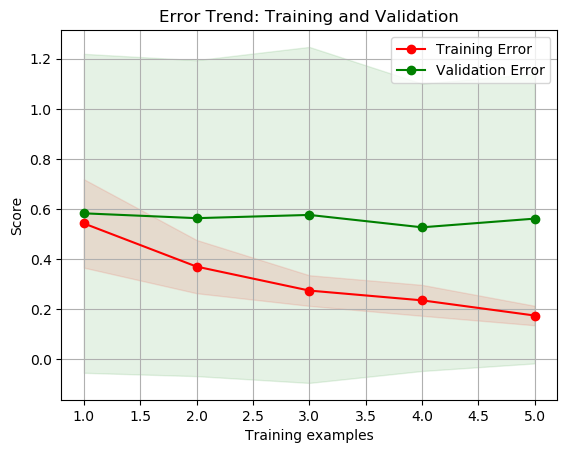 Error Trend: Training and Validation
Training Error
Validation Error
Score
1.2
1.0
0.8
0.6
0.4
0.2
0.0
1.0 1.5 2.0 2.5 3.0 3.5 4.0 4.5 5.0
Training examples